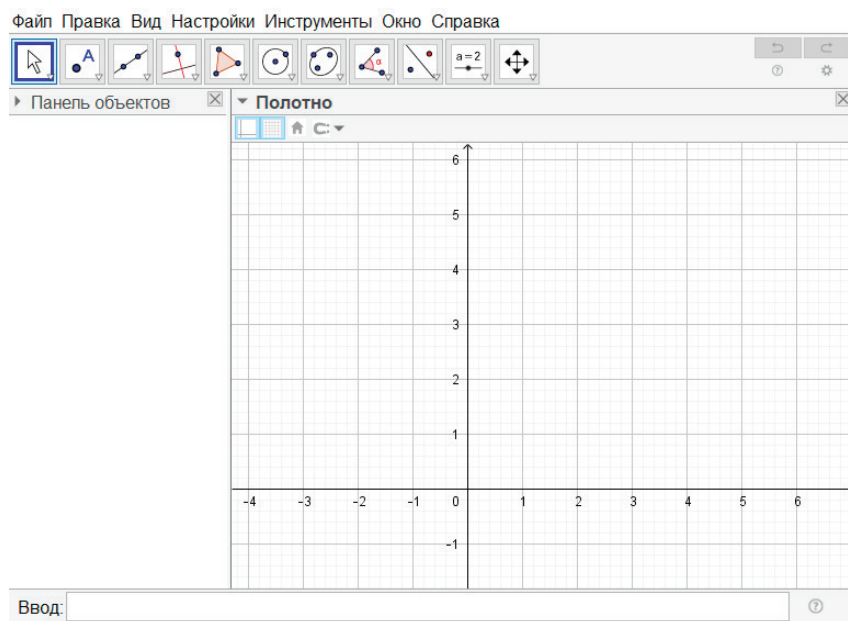 Файл Правка Вид Настройки Инструменты Окно Справка
A
α
a=2
Панель объектов
Полотно
6
5
4
3
2
1
-4 -3 -2 -1 0 1 2 3 4 5 6
-1
Ввод: